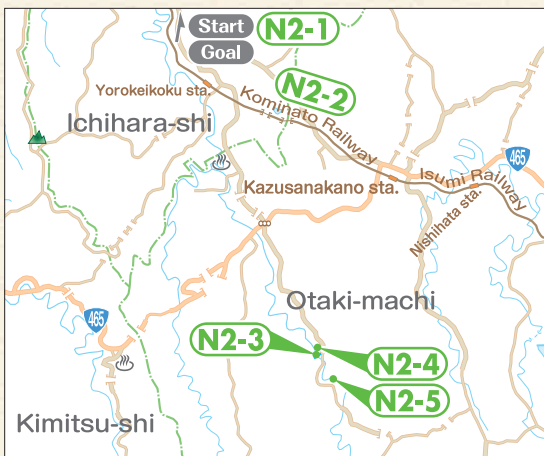 Start
Goal
N2-1
Yorokeikoku sta.
N2-2
Kominato Railway
Ichihara-shi
465
Isumi Railway
Kazusanakano sta.
Nishihata sta.
Otaki-machi
465
N2-3
N2-4
N2-5
Kimitsu-shi